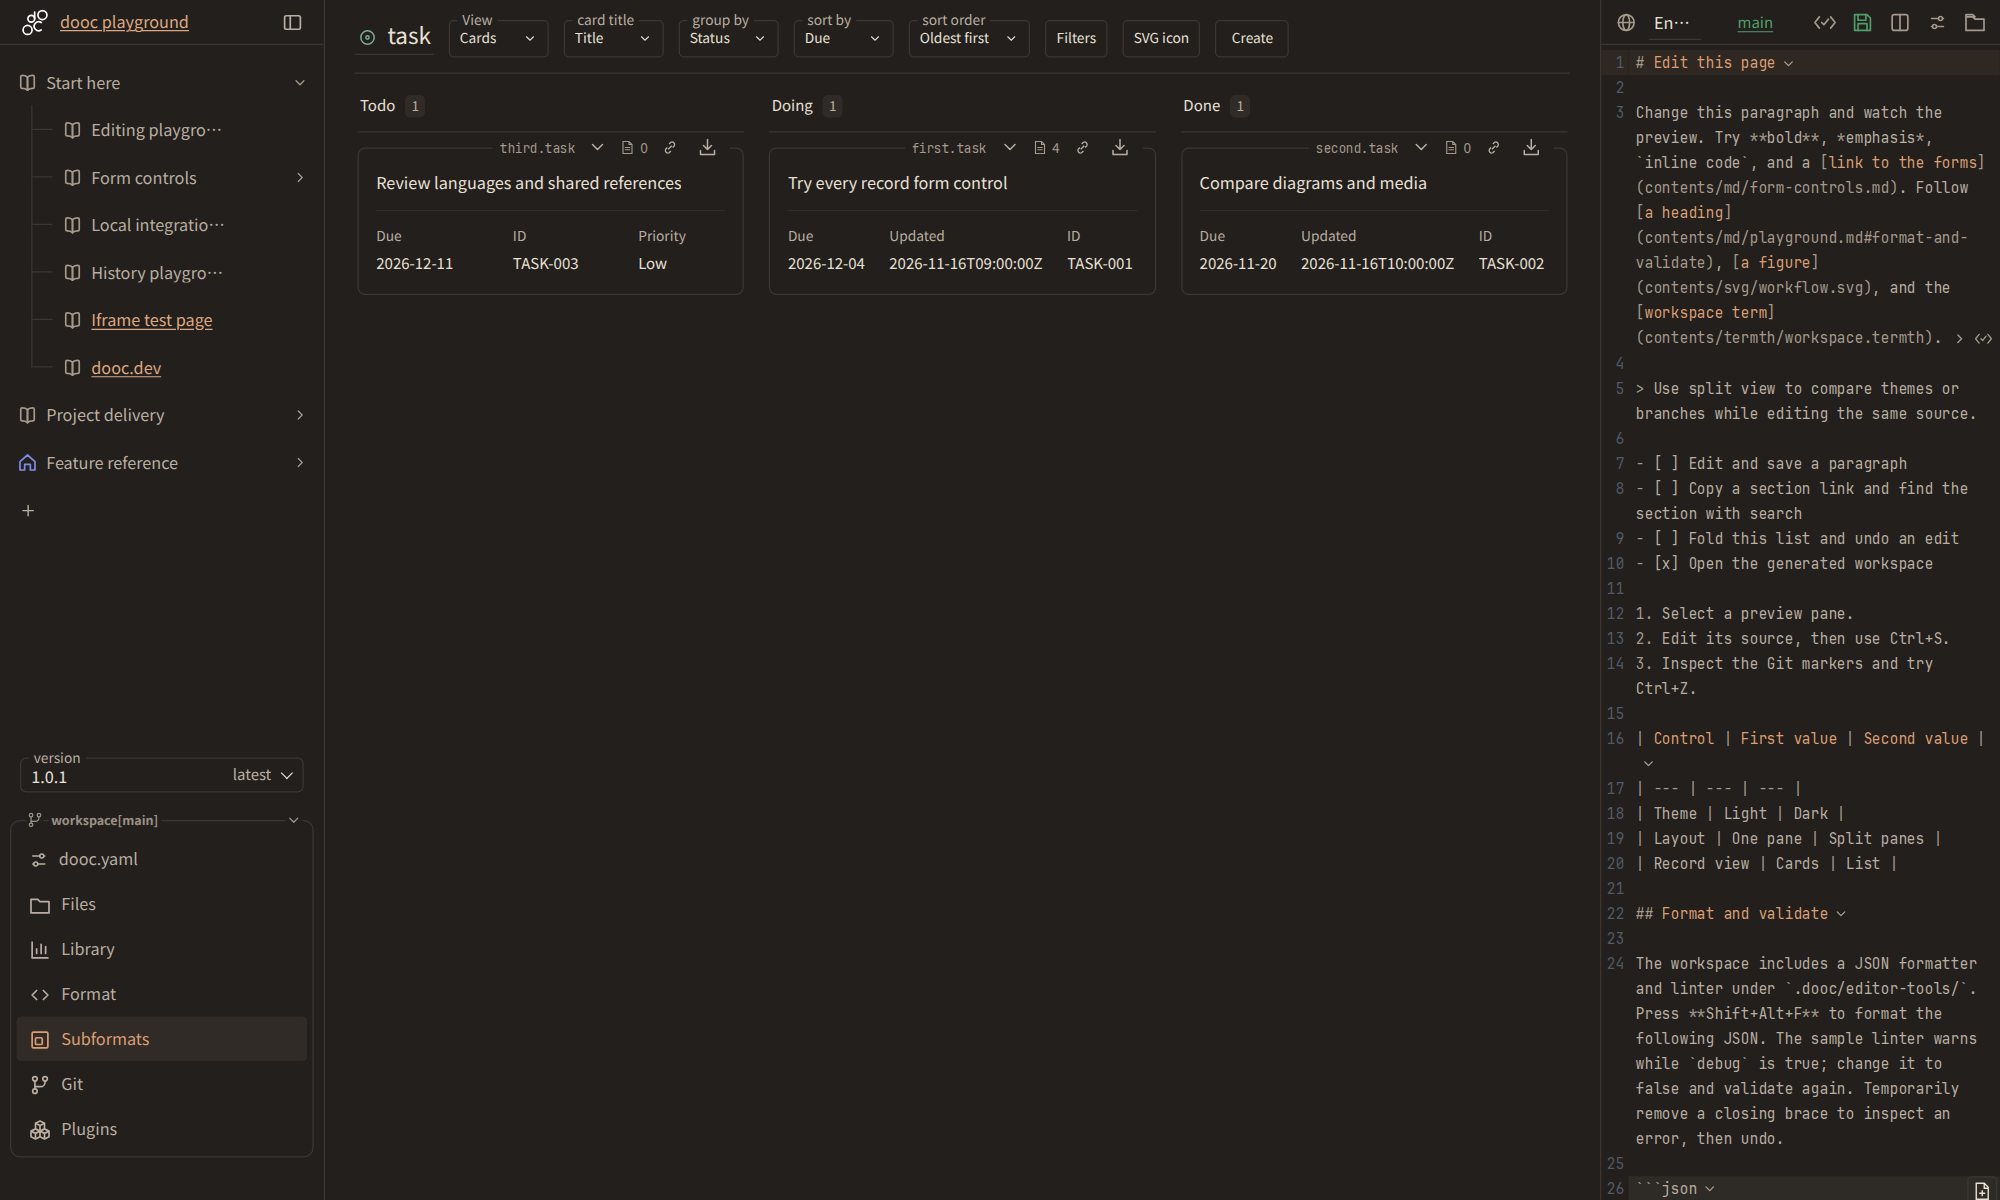 dooc playground
Start here
Editing playgro···
Form controls
Local integratio···
History playgro···
Iframe test page
dooc.dev
Project delivery
Feature reference
version
1.0.1 latest
workspace[main]
dooc.yaml
Files
Library
Format
Subformats
Git
Plugins
task
View
Cards
card title
Title
group by
Status
sort by
Due
sort order
Oldest first
Filters
SVG icon
Create
Todo 1
third.task 0
Review languages and shared references
Due ID Priority
2026-12-11 TASK-003 Low
Doing 1
first.task 4
Try every record form control
Due Updated ID
2026-12-04 2026-11-16T09:00:00Z TASK-001
Done 1
second.task 0
Compare diagrams and media
Due Updated ID
2026-11-20 2026-11-16T10:00:00Z TASK-002
En··· main
1 # Edit this page
2
3 Change this paragraph and watch the
preview. Try **bold**, *emphasis*,
`inline code`, and a [link to the forms]
(contents/md/form-controls.md). Follow
[a heading]
(contents/md/playground.md#format-and-
validate), [a figure]
(contents/svg/workflow.svg), and the
[workspace term]
(contents/termth/workspace.termth).
4
5 > Use split view to compare themes or
branches while editing the same source.
6
7 - [ ] Edit and save a paragraph
8 - [ ] Copy a section link and find the
section with search
9 - [ ] Fold this list and undo an edit
10 - [x] Open the generated workspace
11
12 1. Select a preview pane.
13 2. Edit its source, then use Ctrl+S.
14 3. Inspect the Git markers and try
Ctrl+Z.
15
16 | Control | First value | Second value |
17 | --- | --- | --- |
18 | Theme | Light | Dark |
19 | Layout | One pane | Split panes |
20 | Record view | Cards | List |
21
22 ## Format and validate
23
24 The workspace includes a JSON formatter
and linter under `.dooc/editor-tools/`.
Press **Shift+Alt+F** to format the
following JSON. The sample linter warns
while `debug` is true; change it to
false and validate again. Temporarily
remove a closing brace to inspect an
error, then undo.
25
26 ```json